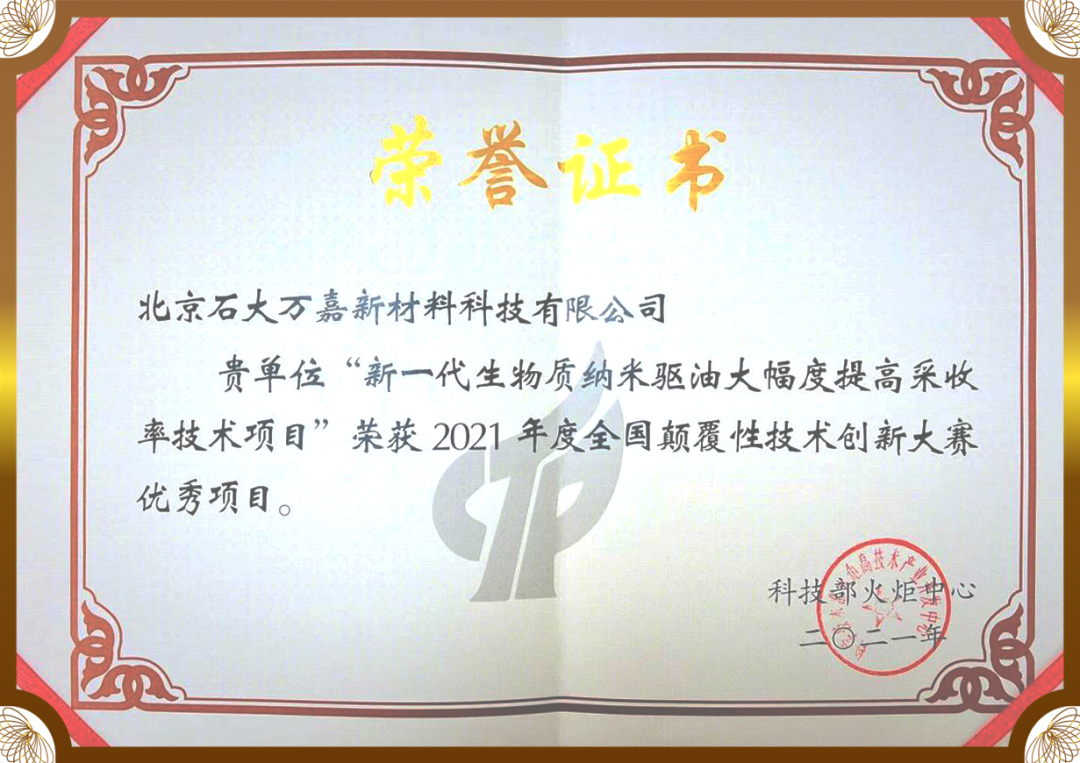 荣誉证书
北京石大万嘉新材料科技有限公司
贵单位“新一代生物质纳米驱油大幅度提高采收
率技术项目”荣获2021年度全国颠覆性技术创新大赛
优秀项目。
科技部火炬中心
二〇二一年